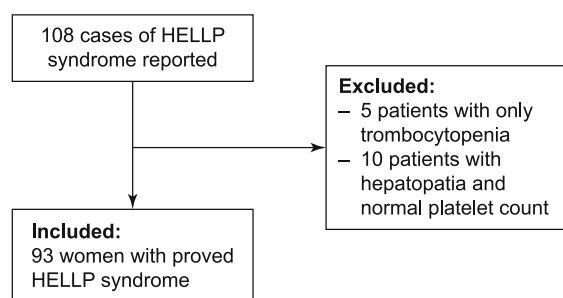 108 cases of HELLP
syndrome reported
Excluded:
– 5 patients with only
trombocytopenia
– 10 patients with
hepatopatia and
normal platelet count
Included:
93 women with proved
HELLP syndrome